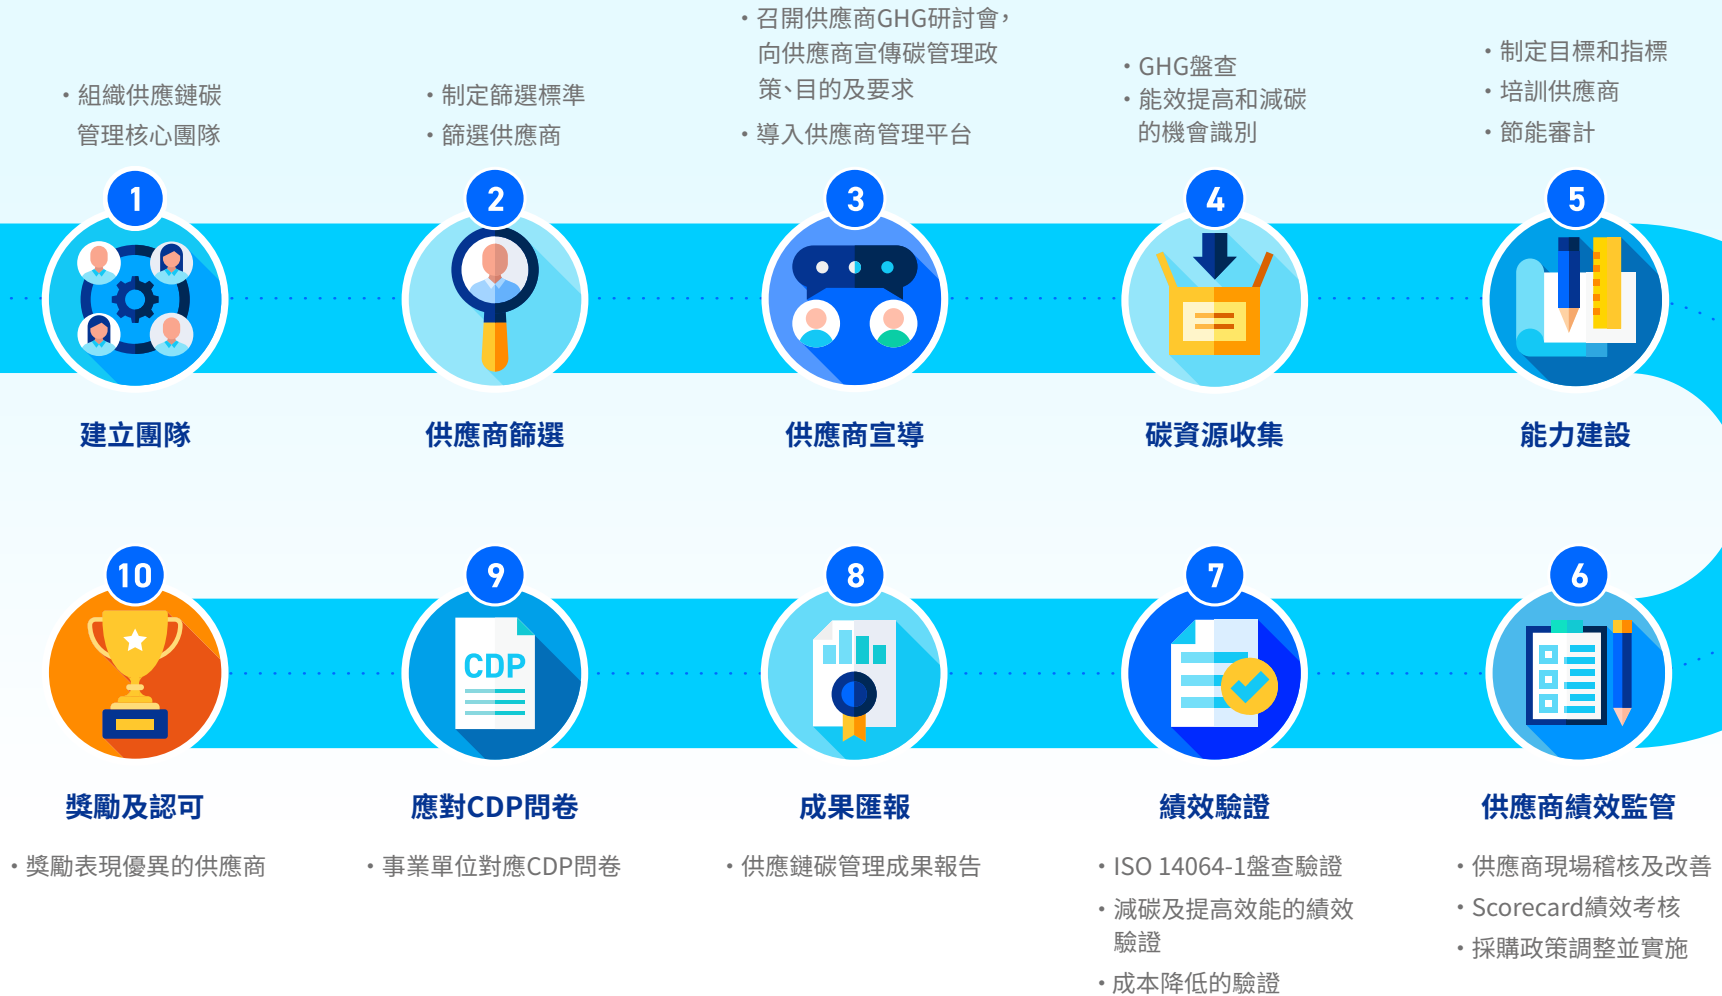 ・組織供應鏈碳
管理核心團隊
1
建立團隊
・制定篩選標準
・篩選供應商
2
供應商篩選
・召開供應商GHG研討會，
向供應商宣傳碳管理政
策、目的及要求
・導入供應商管理平台
3
供應商宣導
・GHG盤查
・能效提高和減碳
的機會識別
4
碳資源收集
・制定目標和指標
・培訓供應商
・節能審計
5
能力建設
6
供應商績效監管
・供應商現場稽核及改善
・Scorecard績效考核
・採購政策調整並實施
7
績效驗證
・ISO 14064-1盤查驗證
・減碳及提高效能的績效
驗證
・成本降低的驗證
8
成果匯報
・供應鏈碳管理成果報告
9
CDP
應對CDP問卷
・事業單位對應CDP問卷
10
獎勵及認可
・獎勵表現優異的供應商